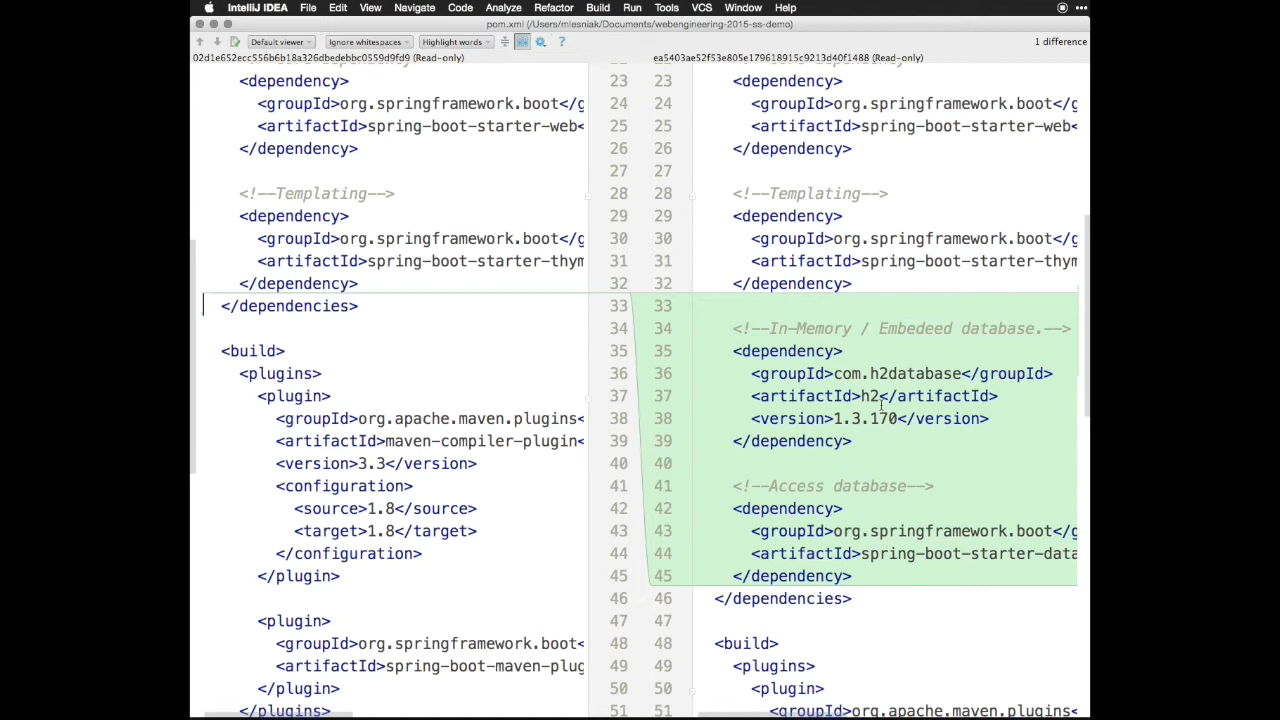 IntelliJ IDEA File Edit View Navigate Code Analyze Refactor Build Run Tools VCS Window Help
pom.xml (/Users/mlesniak/Documents/webengineering-2015-ss-demo)
Default viewer Ignore whitespaces Highlight words ? 1 difference
02d1e652ecc556b6b18a326dbedebbc0559d9fd9 (Read-only)
ea5403ae52f53e805e179618915c9213d40f1488 (Read-only)
23 <dependency>
24 <groupId>org.springframework.boot</g
25 <artifactId>spring-boot-starter-web<
26 </dependency>
27
28 <!--Templating-->
29 <dependency>
30 <groupId>org.springframework.boot</g
31 <artifactId>spring-boot-starter-thym
32 </dependency>
33 </dependencies>
34
35 <build>
36 <plugins>
37 <plugin>
38 <groupId>org.apache.maven.plugins<
39 <artifactId>maven-compiler-plugin<
40 <version>3.3</version>
41 <configuration>
42 <source>1.8</source>
43 <target>1.8</target>
44 </configuration>
45 </plugin>
46
47 <plugin>
48 <groupId>org.springframework.boot<
49 <artifactId>spring-boot-maven-plug
50 </plugin>
51 </plugins>
23 <dependency>
24 <groupId>org.springframework.boot</g
25 <artifactId>spring-boot-starter-web<
26 </dependency>
27
28 <!--Templating-->
29 <dependency>
30 <groupId>org.springframework.boot</g
31 <artifactId>spring-boot-starter-thym
32 </dependency>
33
34 <!--In-Memory / Embedeed database.-->
35 <dependency>
36 <groupId>com.h2database</groupId>
37 <artifactId>h2</artifactId>
38 <version>1.3.170</version>
39 </dependency>
40
41 <!--Access database-->
42 <dependency>
43 <groupId>org.springframework.boot</g
44 <artifactId>spring-boot-starter-data
45 </dependency>
46 </dependencies>
47
48 <build>
49 <plugins>
50 <plugin>
51 <groupId>org.apache.maven.plugins<